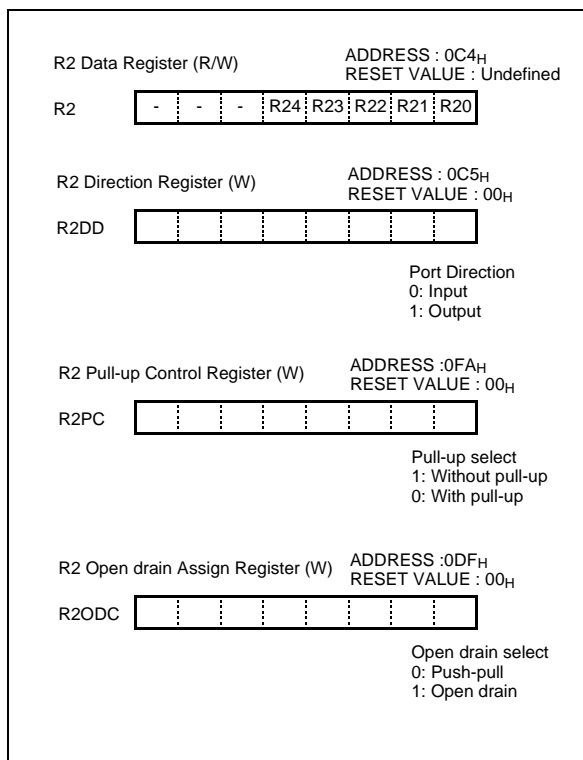 R2 Data Register (R/W)
ADDRESS : 0C4H
RESET VALUE : Undefined
R2
- - - R24 R23 R22 R21 R20
R2 Direction Register (W)
ADDRESS : 0C5H
RESET VALUE : 00H
R2DD
Port Direction
0: Input
1: Output
R2 Pull-up Control Register (W)
ADDRESS :0FAH
RESET VALUE : 00H
R2PC
Pull-up select
1: Without pull-up
0: With pull-up
R2 Open drain Assign Register (W)
ADDRESS :0DFH
RESET VALUE : 00H
R2ODC
Open drain select
0: Push-pull
1: Open drain